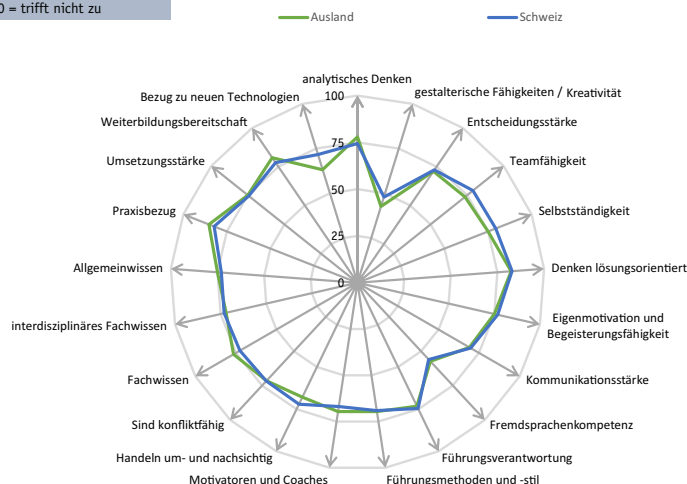 0 = trifft nicht zu
Ausland
Schweiz
analytisches Denken
gestalterische Fähigkeiten / Kreativität
Entscheidungsstärke
Teamfähigkeit
Selbstständigkeit
Denken lösungsorientiert
Eigenmotivation und
Begeisterungsfähigkeit
Kommunikationsstärke
Fremdsprachenkompetenz
Führungsverantwortung
Führungsmethoden und -stil
Motivatoren und Coaches
Handeln um- und nachsichtig
Sind konfliktfähig
Fachwissen
interdisziplinäres Fachwissen
Allgemeinwissen
Praxisbezug
Umsetzungsstärke
Weiterbildungsbereitschaft
Bezug zu neuen Technologien
100
75
50
25
0